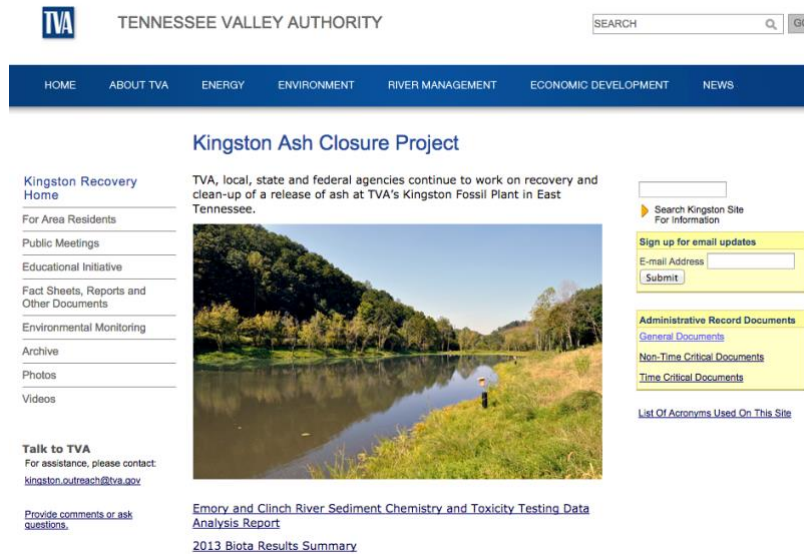 TVA
TENNESSEE VALLEY AUTHORITY
SEARCH
HOME
ABOUT TVA
ENERGY
ENVIRONMENT
RIVER MANAGEMENT
ECONOMIC DEVELOPMENT
NEWS
Kingston Ash Closure Project
Kingston Recovery
Home
For Area Residents
Public Meetings
Educational Initiative
Fact Sheets, Reports and
Other Documents
Environmental Monitoring
Archive
Photos
Videos
Talk to TVA
For assistance, please contact:
kingston.outreach@tva.gov
Provide comments or ask
questions.
TVA, local, state and federal agencies continue to work on recovery and
clean-up of a release of ash at TVA's Kingston Fossil Plant in East
Tennessee.
Emory and Clinch River Sediment Chemistry and Toxicity Testing Data
Analysis Report
2013 Biota Results Summary
Search Kingston Site
For Information
Sign up for email updates
E-mail Address
Submit
Administrative Record Documents
General Documents
Non-Time Critical Documents
Time Critical Documents
List Of Acronyms Used On This Site